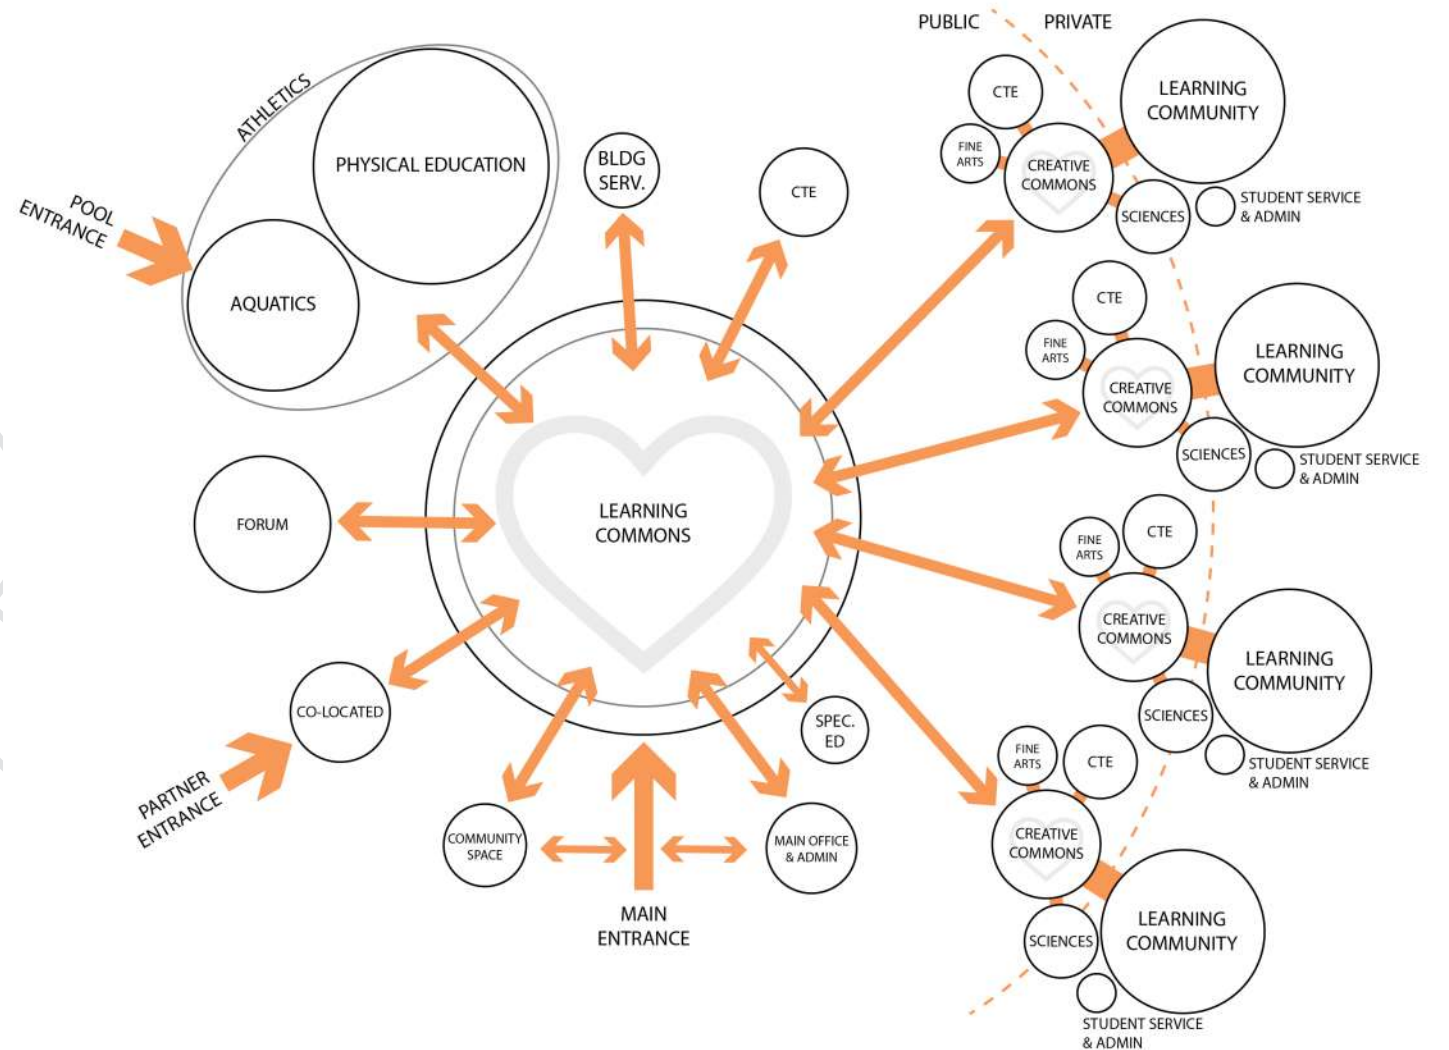 PUBLIC
PRIVATE
ATHLETICS
PHYSICAL EDUCATION
POOL
ENTRANCE
AQUATICS
BLDG
SERV.
CTE
FORUM
LEARNING
COMMONS
CO-LOCATED
PARTNER
ENTRANCE
COMMUNITY
SPACE
MAIN
ENTRANCE
MAIN OFFICE
& ADMIN
SPEC.
ED
CTE
FINE
ARTS
CREATIVE
COMMONS
LEARNING
COMMUNITY
SCIENCES
STUDENT SERVICE
& ADMIN
CTE
FINE
ARTS
CREATIVE
COMMONS
LEARNING
COMMUNITY
SCIENCES
STUDENT SERVICE
& ADMIN
FINE
ARTS
CTE
CREATIVE
COMMONS
LEARNING
COMMUNITY
SCIENCES
STUDENT SERVICE
& ADMIN
FINE
ARTS
CTE
CREATIVE
COMMONS
LEARNING
COMMUNITY
SCIENCES
STUDENT SERVICE
& ADMIN